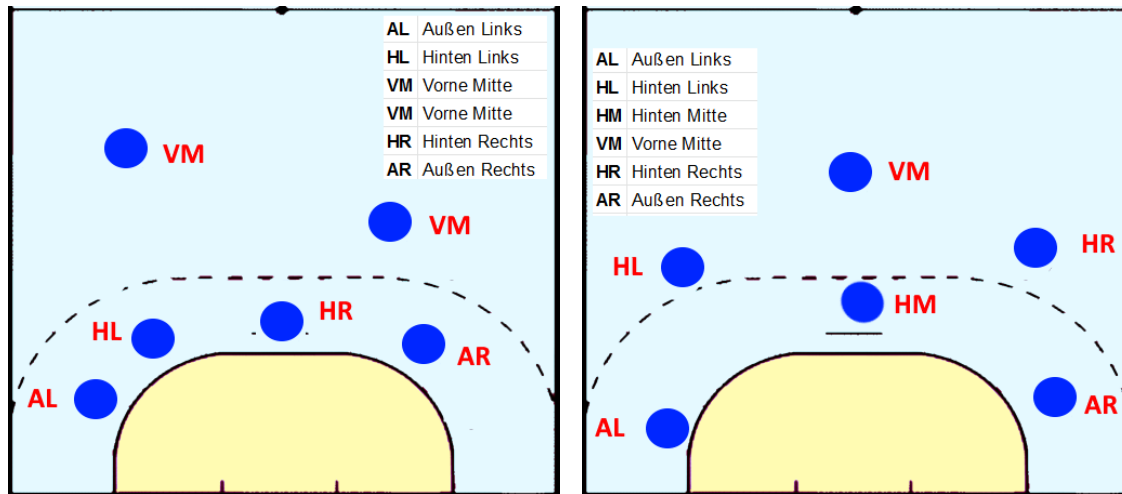 AL Außen Links
HL Hinten Links
VM Vorne Mitte
VM Vorne Mitte
HR Hinten Rechts
AR Außen Rechts
VM
VM
HR
HL
AR
AL
AL Außen Links
HL Hinten Links
HM Hinten Mitte
VM Vorne Mitte
HR Hinten Rechts
AR Außen Rechts
VM
HR
HL
HM
AR
AL